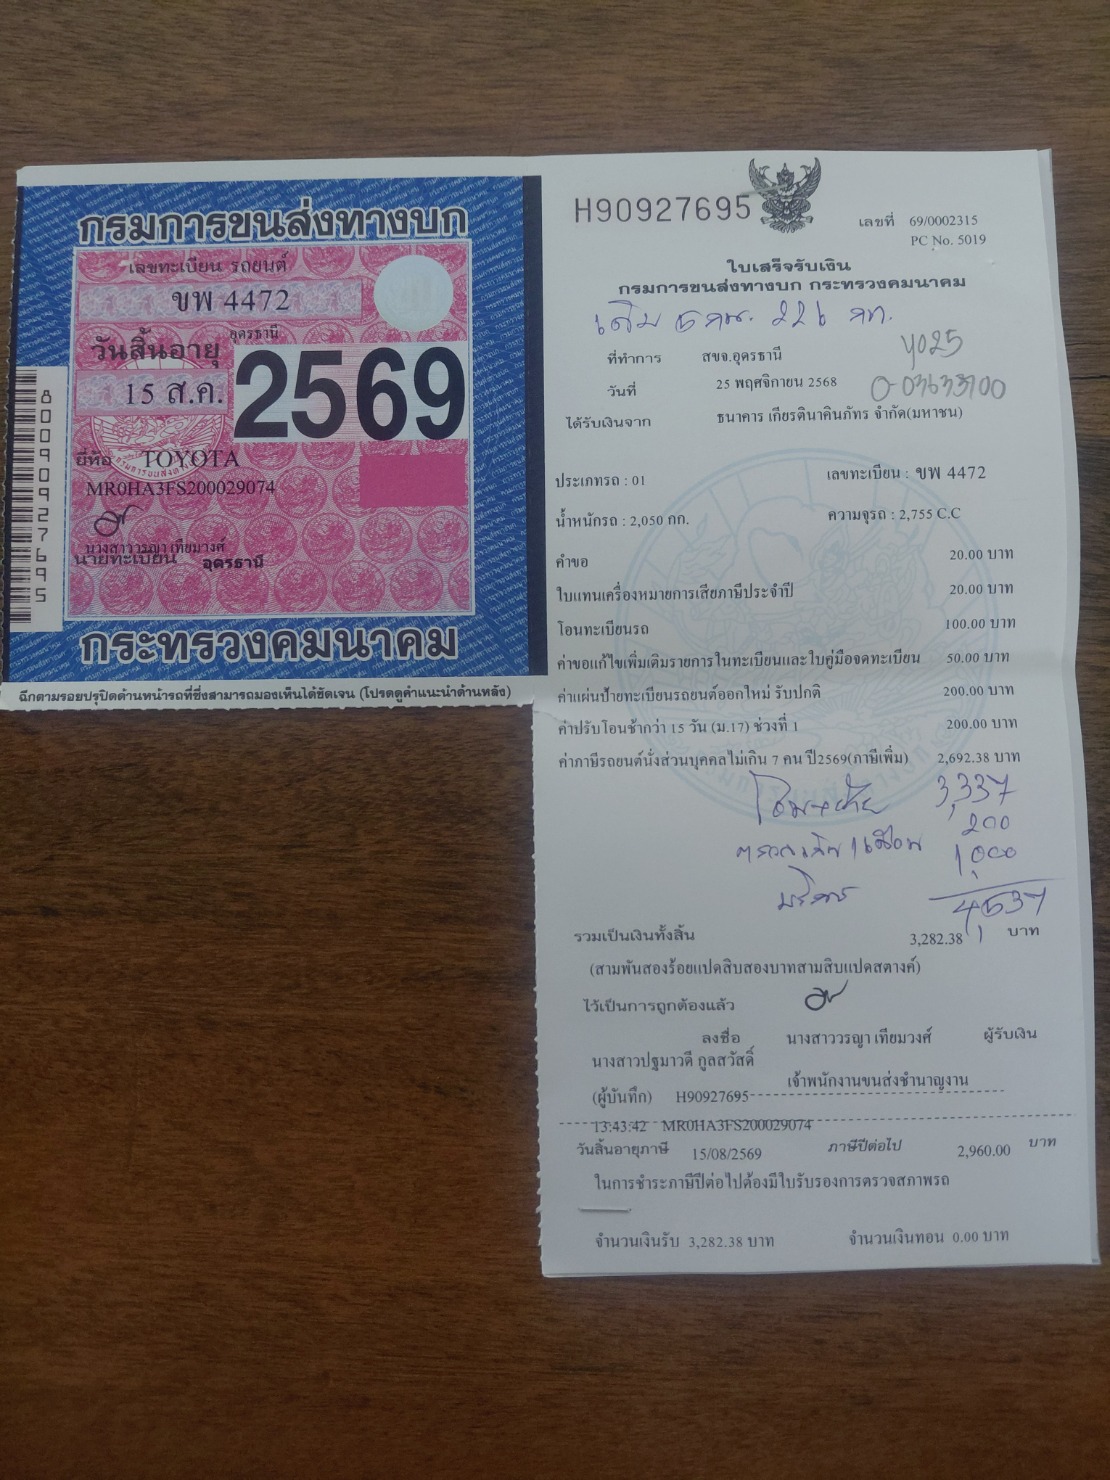 กรมการขนส่งทางบก
เลขทะเบียน รถยนต์
ขพ 4472
อุดรธานี
วันสิ้นอายุ
15 ส.ค.
2569
ยี่ห้อ TOYOTA
MR0HA3FS200029074
นางสาววรญา เทียมวงศ์
นายทะเบียน อุดรธานี
กระทรวงคมนาคม
80090927695
ฉีกตามรอยปรุปิดด้านหน้ารถที่ซึ่งสามารถมองเห็นได้ชัดเจน (โปรดดูคำแนะนำด้านหลัง)
H90927695
เลขที่ 69/0002315
PC No. 5019
ใบเสร็จรับเงิน
กรมการขนส่งทางบก กระทรวงคมนาคม
เดิม
ที่ทำการ สขจ.อุดรธานี
4025
วันที่ 25 พฤศจิกายน 2568
ได้รับเงินจาก ธนาคาร เกียรตินาคินภัทร จำกัด(มหาชน)
ประเภทรถ : 01 เลขทะเบียน : ขพ 4472
น้ำหนักรถ : 2,050 กก. ความจุรถ : 2,755 C.C
คำขอ 20.00 บาท
ใบแทนเครื่องหมายการเสียภาษีประจำปี 20.00 บาท
โอนทะเบียนรถ 100.00 บาท
ค่าขอแก้ไขเพิ่มเติมรายการในทะเบียนและใบคู่มือจดทะเบียน 50.00 บาท
ค่าแผ่นป้ายทะเบียนรถยนต์ออกใหม่ รับปกติ 200.00 บาท
ค่าปรับโอนช้ากว่า 15 วัน (ม.17) ช่วงที่ 1 200.00 บาท
ค่าภาษีรถยนต์นั่งส่วนบุคคลไม่เกิน 7 คน ปี2569(ภาษีเพิ่ม) 2,692.38 บาท
3,337
200
1,000
บริการ 4,537
รวมเป็นเงินทั้งสิ้น 3,282.38 บาท
(สามพันสองร้อยแปดสิบสองบาทสามสิบแปดสตางค์)
ไว้เป็นการถูกต้องแล้ว
ลงชื่อ นางสาววรญา เทียมวงศ์ ผู้รับเงิน
นางสาวปฐมาวดี กูลสวัสดิ์
เจ้าพนักงานขนส่งชำนาญงาน
(ผู้บันทึก) H90927695
13:43:42 MR0HA3FS200029074
วันสิ้นอายุภาษี 15/08/2569 ภาษีปีต่อไป 2,960.00 บาท
ในการชำระภาษีปีต่อไปต้องมีใบรับรองการตรวจสภาพรถ
จำนวนเงินรับ 3,282.38 บาท จำนวนเงินทอน 0.00 บาท